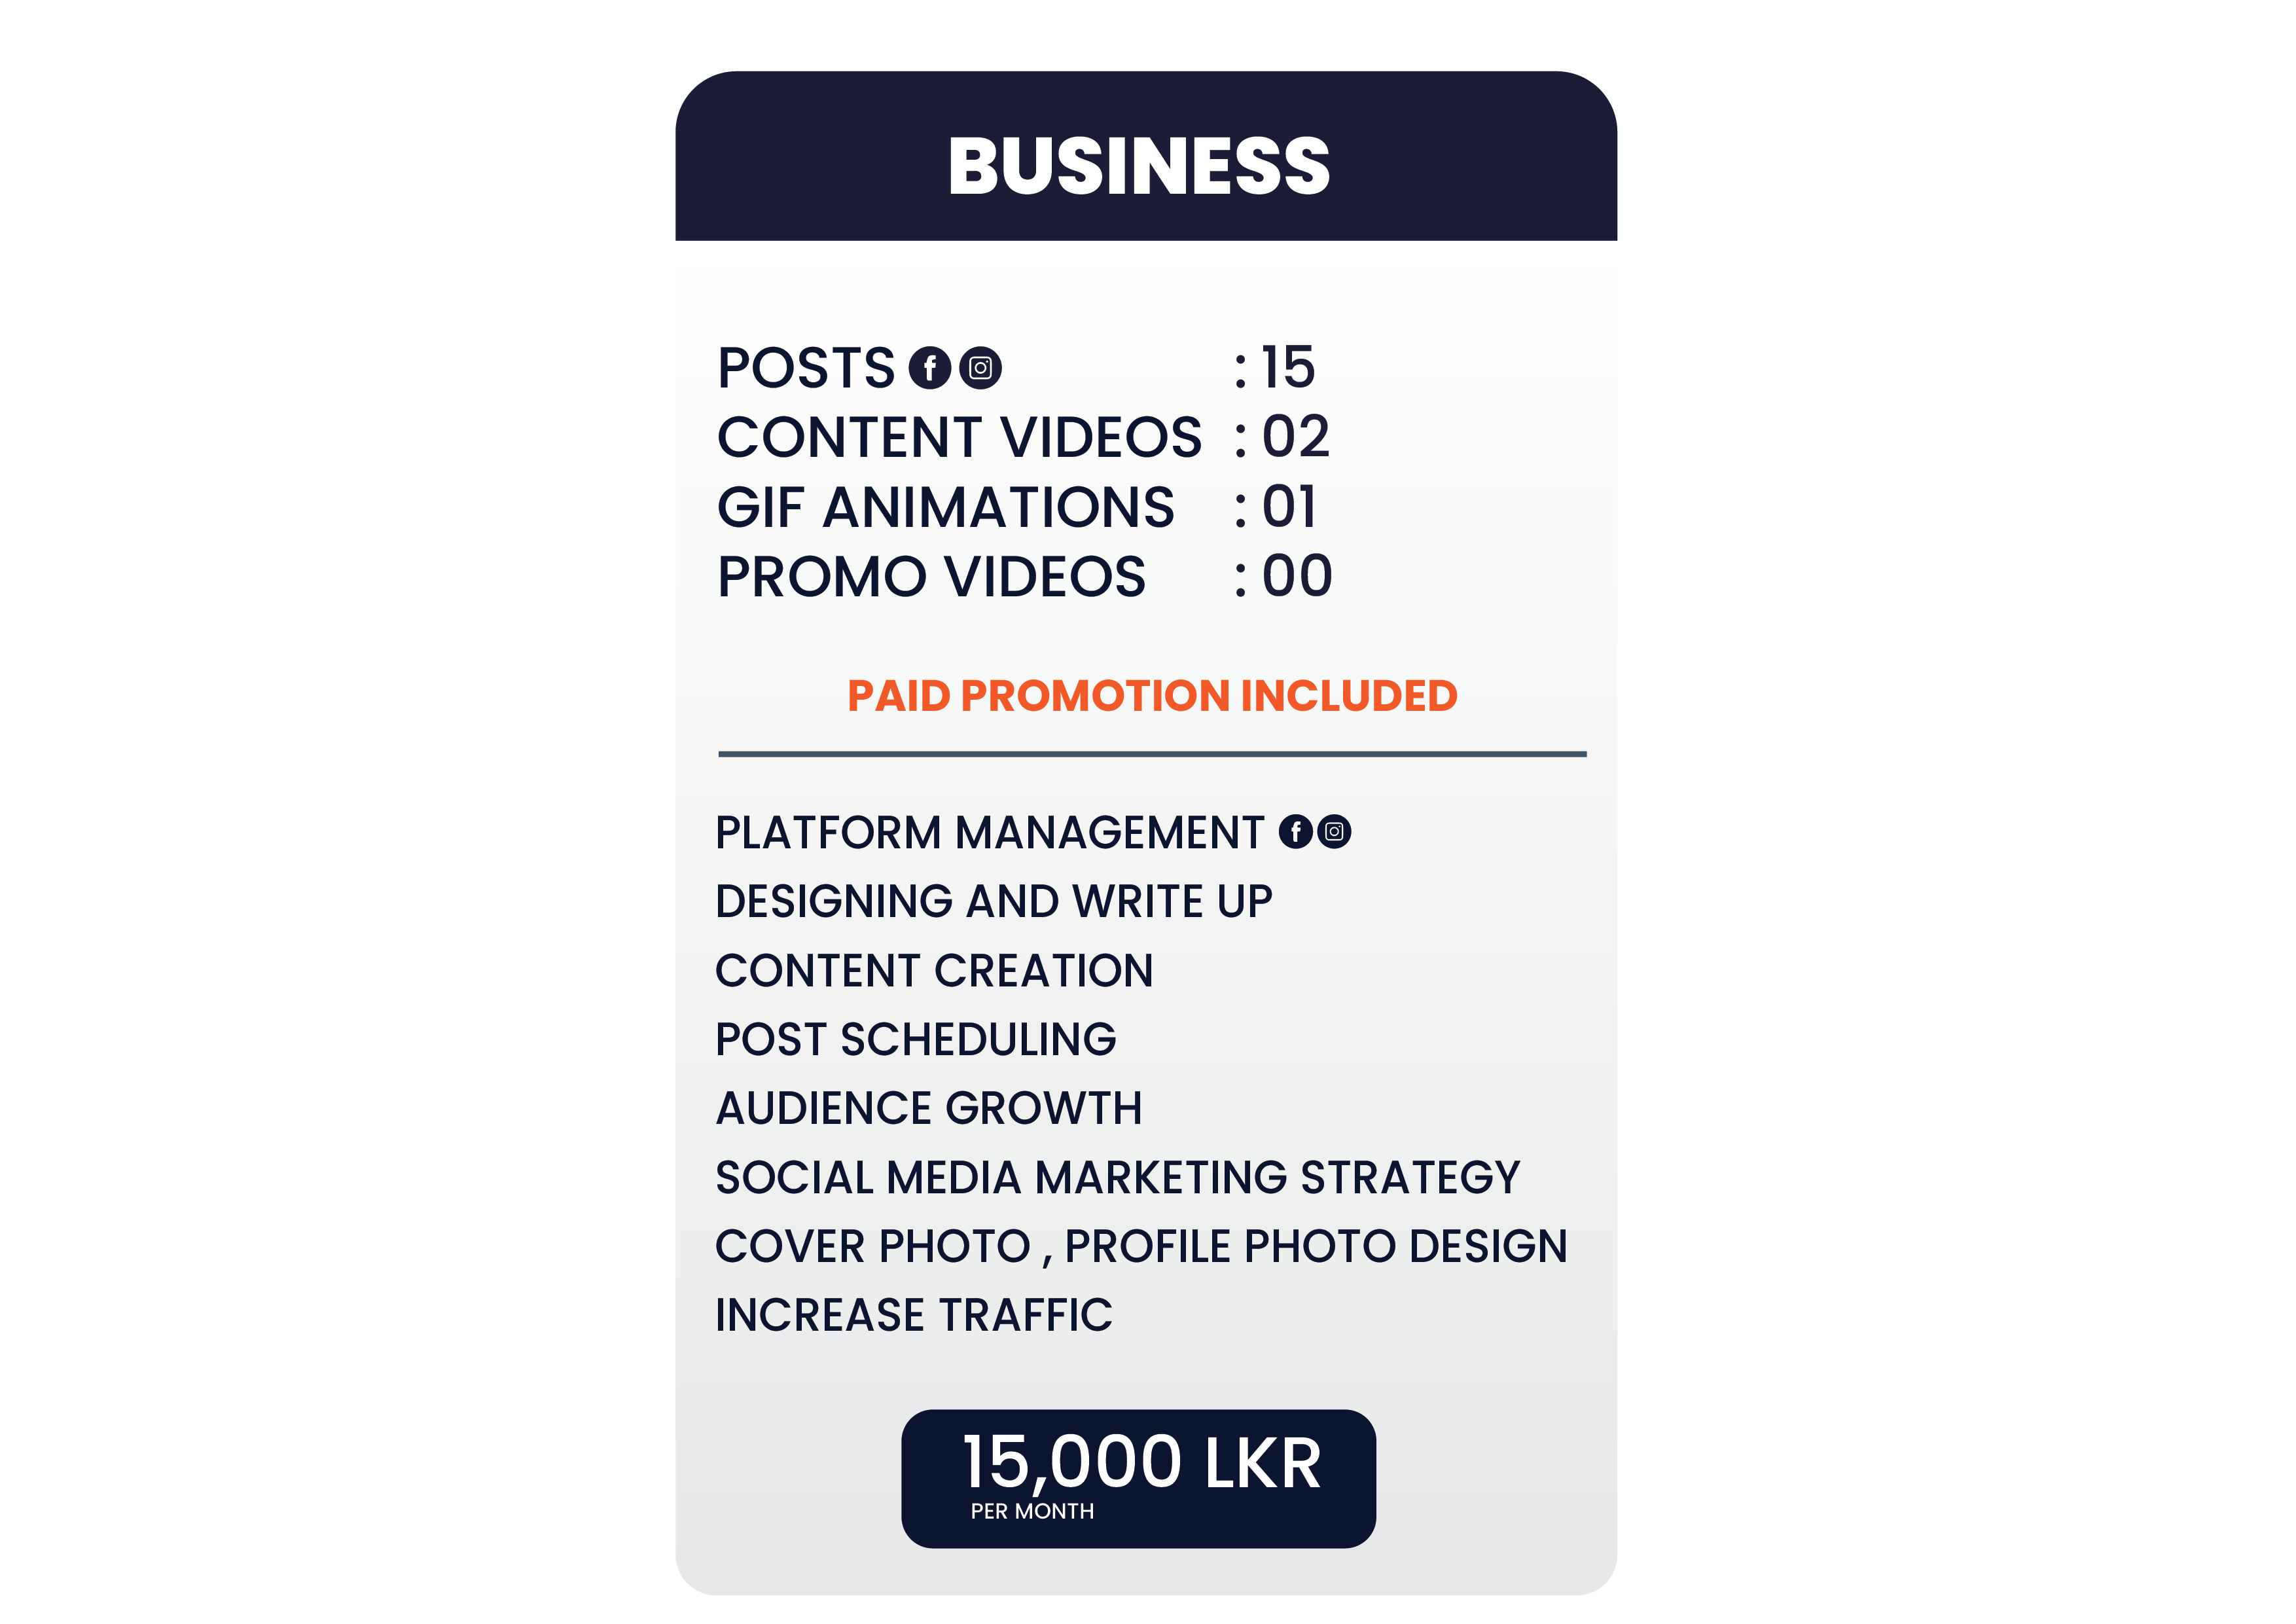 BUSINESS
POSTS : 15
CONTENT VIDEOS : 02
GIF ANIMATIONS : 01
PROMO VIDEOS : 00
PAID PROMOTION INCLUDED
PLATFORM MANAGEMENT
DESIGNING AND WRITE UP
CONTENT CREATION
POST SCHEDULING
AUDIENCE GROWTH
SOCIAL MEDIA MARKETING STRATEGY
COVER PHOTO , PROFILE PHOTO DESIGN
INCREASE TRAFFIC
15,000 LKR
PER MONTH